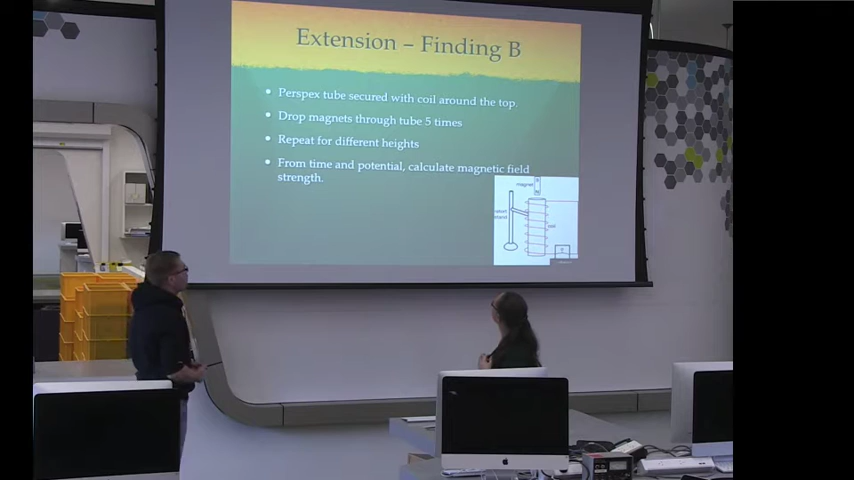 Extension – Finding B
• Perspex tube secured with coil around the top.
• Drop magnets through tube 5 times
• Repeat for different heights
• From time and potential, calculate magnetic field
strength.
magnet
coil